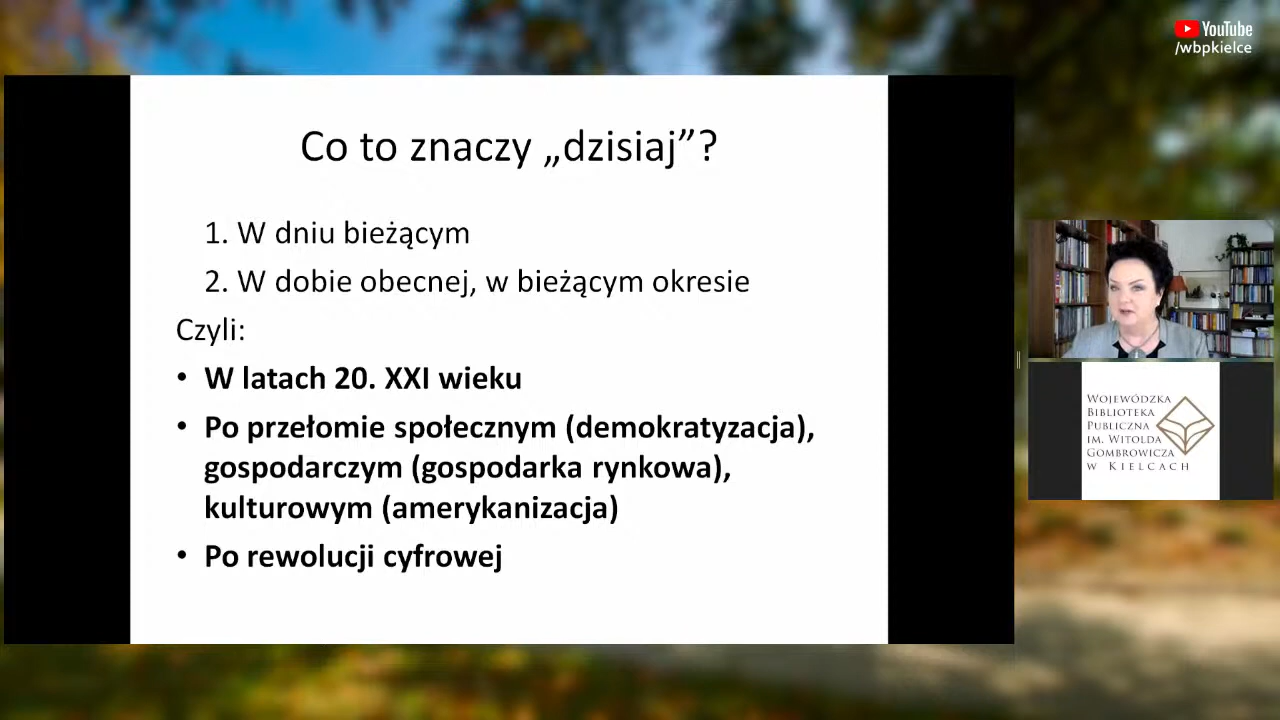 YouTube
/wbpkielce
Co to znaczy „dzisiaj”?
1. W dniu bieżącym
2. W dobie obecnej, w bieżącym okresie
Czyli:
• W latach 20. XXI wieku
• Po przełomie społecznym (demokratyzacja),
gospodarczym (gospodarka rynkowa),
kulturowym (amerykanizacja)
• Po rewolucji cyfrowej
WOJEWÓDZKA
BIBLIOTEKA
PUBLICZNA
IM. WITOLDA
GOMBROWICZA
W KIELCACH